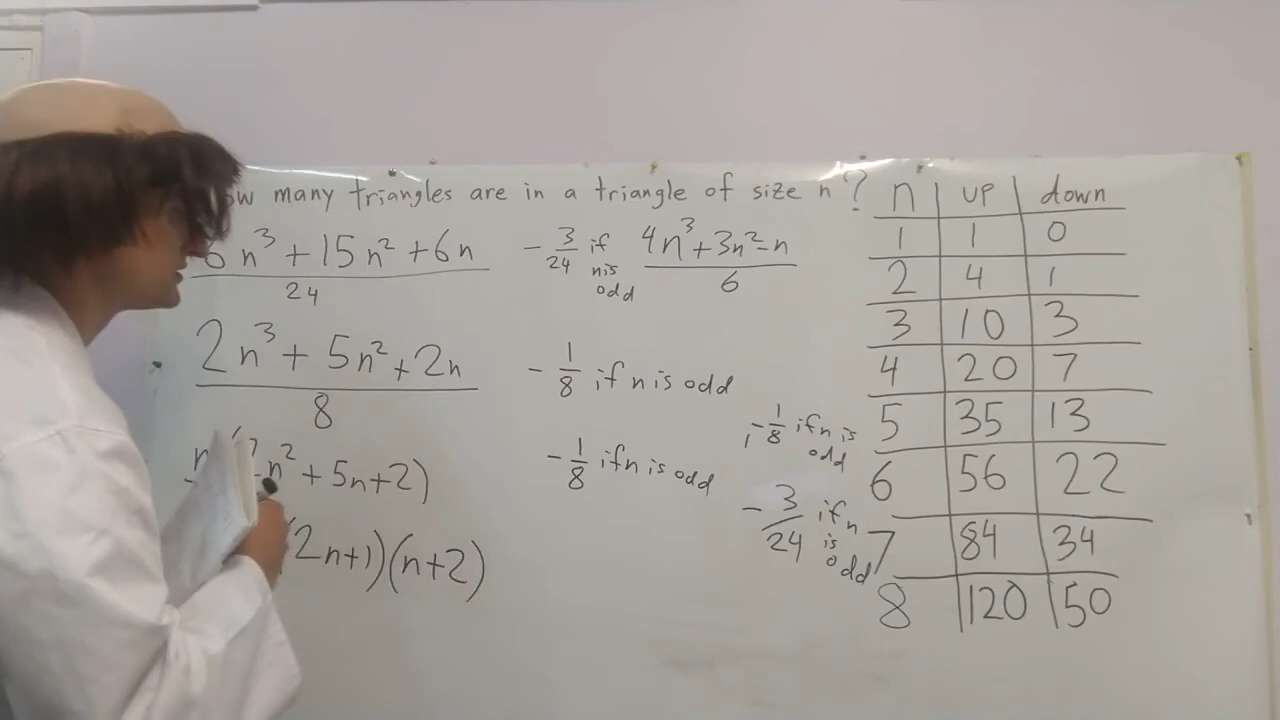 ow many triangles are in a triangle of size n?
6n³ + 15n² + 6n / 24
- 3/24 if n is odd
4n³ + 3n² - n / 6
2n³ + 5n² + 2n / 8
- 1/8 if n is odd
n² + 5n + 2)
- 1/8 if n is odd
, - 1/8 if n is odd
(2n+1)(n+2)
- 3/24 if n is odd
n | up | down
1 | 1 | 0
2 | 4 | 1
3 | 10 | 3
4 | 20 | 7
5 | 35 | 13
6 | 56 | 22
7 | 84 | 34
8 | 120 | 50